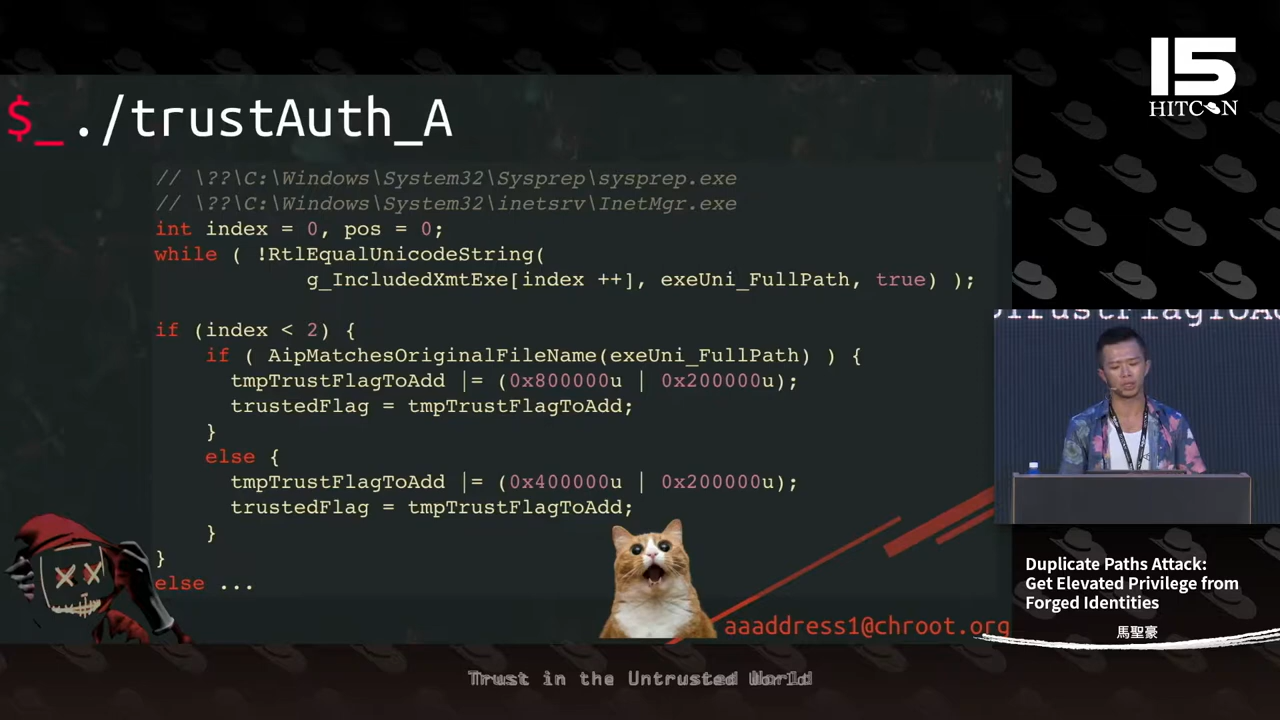 $_ ./trustAuth_A
// \??\C:\Windows\System32\Sysprep\sysprep.exe
// \??\C:\Windows\System32\inetsrv\InetMgr.exe
int index = 0, pos = 0;
while ( !RtlEqualUnicodeString(
g_IncludedXmtExe[index ++], exeUni_FullPath, true) );
if (index < 2) {
if ( AipMatchesOriginalFileName(exeUni_FullPath) ) {
tmpTrustFlagToAdd |= (0x800000u | 0x200000u);
trustedFlag = tmpTrustFlagToAdd;
}
else {
tmpTrustFlagToAdd |= (0x400000u | 0x200000u);
trustedFlag = tmpTrustFlagToAdd;
}
}
else ...
aaaddress1@chroot.org
15
HITCON
Duplicate Paths Attack:
Get Elevated Privilege from
Forged Identities
馬聖豪
Trust in the Untrusted World